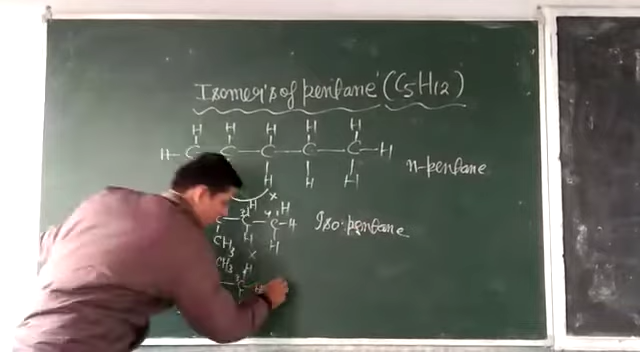 Isomer's of pentane (C5H12)
H H H H H
H-C-C-C-C-C-H n-pentane
H H H
H H
C C C-H Iso-pentane
CH3 H H
CH3 H
C